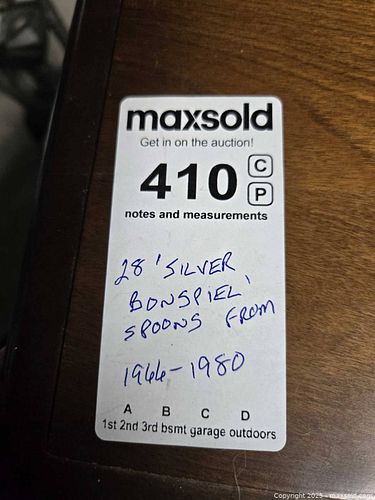 maxsold
Get in on the auction!
410 C
P
notes and measurements
28 'SILVER
BONSPIEL'
SPOONS FROM
1966-1980
A B C D
1st 2nd 3rd bsmt garage outdoors
Copyright 2025 - maxsold.com